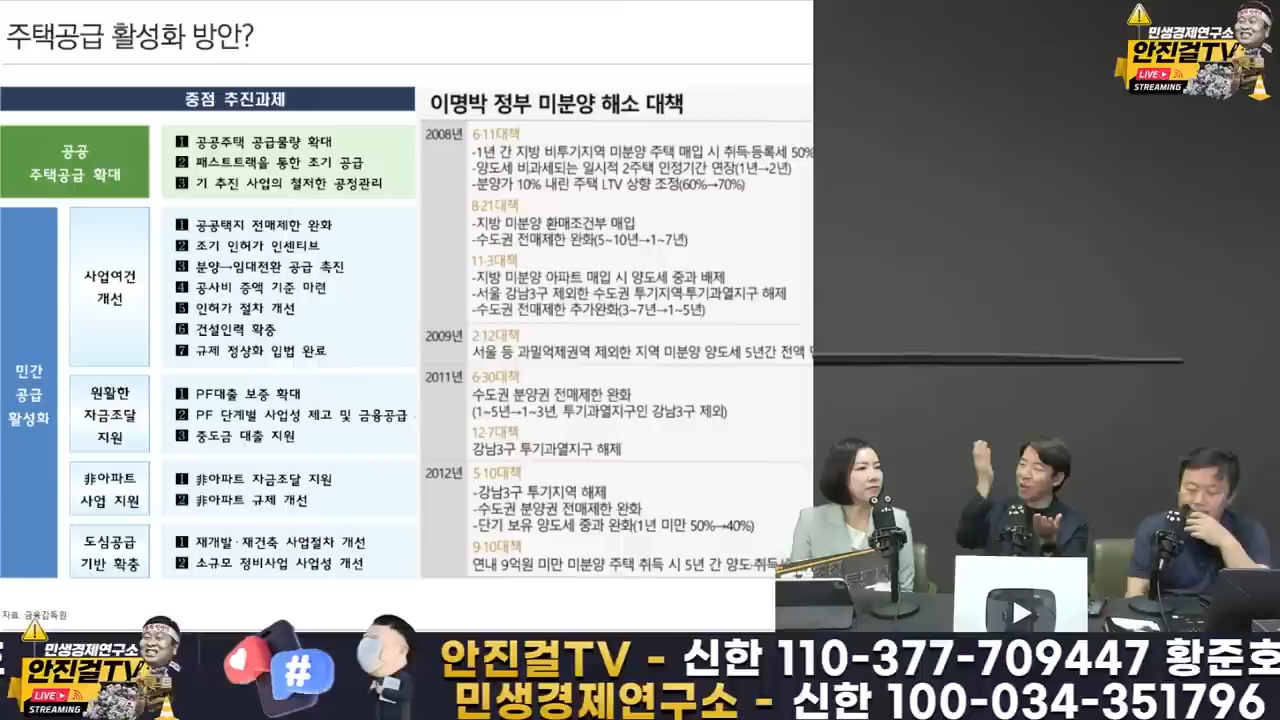 주택공급 활성화 방안?
중점 추진과제
공공
주택공급 확대
1 공공주택 공급물량 확대
2 패스트트랙을 통한 조기 공급
3 기 추진 사업의 철저한 공정관리
민간
공급
활성화
사업여건
개선
1 공공택지 전매제한 완화
2 조기 인허가 인센티브
3 분양→임대전환 공급 촉진
4 공사비 증액 기준 마련
5 인허가 절차 개선
6 건설인력 확충
7 규제 정상화 입법 완료
원활한
자금조달
지원
1 PF대출 보증 확대
2 PF 단계별 사업성 제고 및 금융공급
3 중도금 대출 지원
非아파트
사업 지원
1 非아파트 자금조달 지원
2 非아파트 규제 개선
도심공급
기반 확충
1 재개발·재건축 사업절차 개선
2 소규모 정비사업 사업성 개선
자료: 금융감독원
이명박 정부 미분양 해소 대책
2008년 6·11대책
-1년 간 지방 비투기지역 미분양 주택 매입 시 취득·등록세 50%
-양도세 비과세되는 일시적 2주택 인정기간 연장(1년→2년)
-분양가 10% 내린 주택 LTV 상향 조정(60%→70%)
8·21대책
-지방 미분양 환매조건부 매입
-수도권 전매제한 완화(5~10년→1~7년)
11·3대책
-지방 미분양 아파트 매입 시 양도세 중과 배제
-서울 강남3구 제외한 수도권 투기지역·투기과열지구 해제
-수도권 전매제한 추가완화(3~7년→1~5년)
2009년 2·12대책
서울 등 과밀억제권역 제외한 지역 미분양 양도세 5년간 전액
2011년 6·30대책
수도권 분양권 전매제한 완화
(1~5년→1~3년, 투기과열지구인 강남3구 제외)
12·7대책
강남3구 투기과열지구 해제
2012년 5·10대책
-강남3구 투기지역 해제
-수도권 분양권 전매제한 완화
-단기 보유 양도세 중과 완화(1년 미만 50%→40%)
9·10대책
연내 9억원 미만 미분양 주택 취득 시 5년 간 양도·취득세
민생경제연구소
안진걸TV
LIVE
STREAMING
민생경제연구소
안진걸TV
LIVE
STREAMING
#
안진걸TV - 신한 110-377-709447 황준호
민생경제연구소 - 신한 100-034-351796